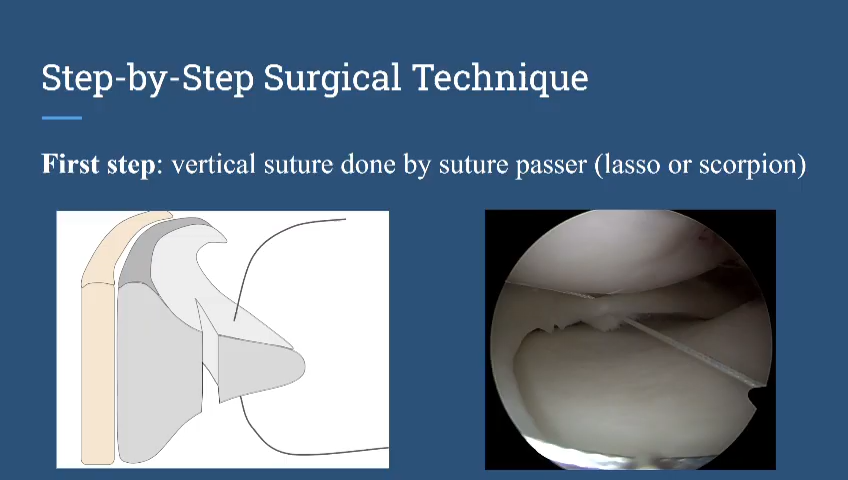 Step-by-Step Surgical Technique
First step: vertical suture done by suture passer (lasso or scorpion)